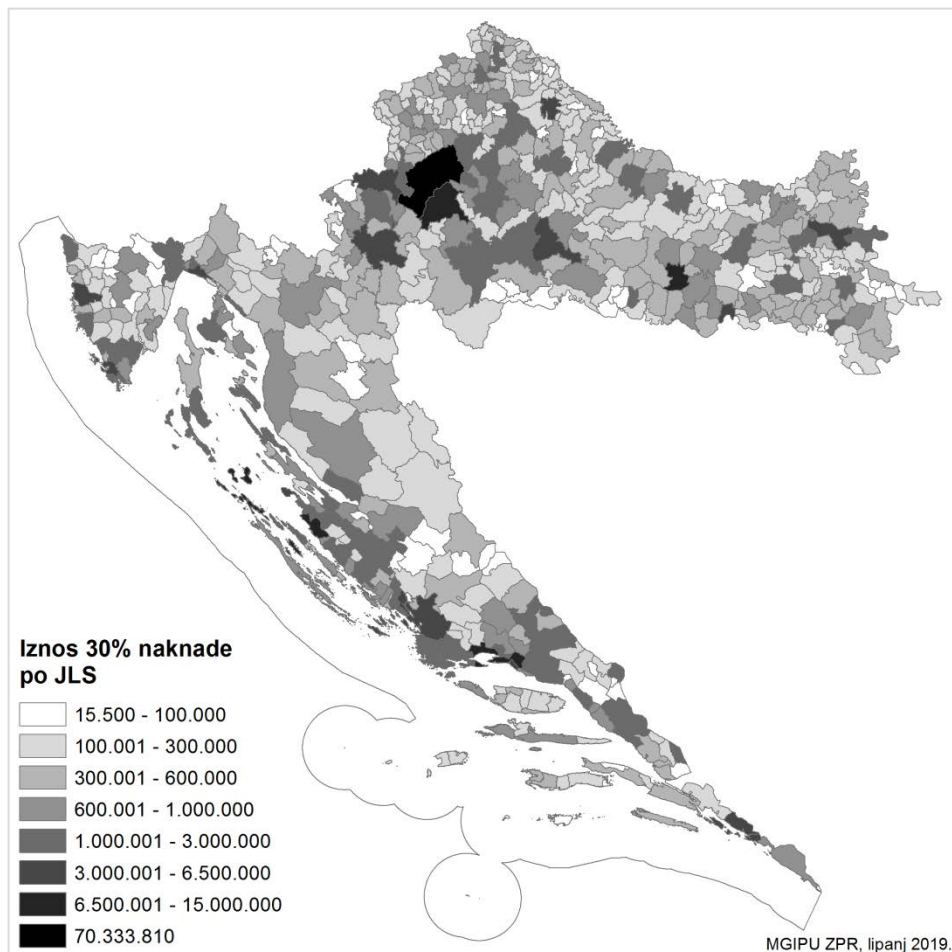 Iznos 30% naknade
po JLS
15.500 - 100.000
100.001 - 300.000
300.001 - 600.000
600.001 - 1.000.000
1.000.001 - 3.000.000
3.000.001 - 6.500.000
6.500.001 - 15.000.000
70.333.810
MGIPU ZPR, lipanj 2019.